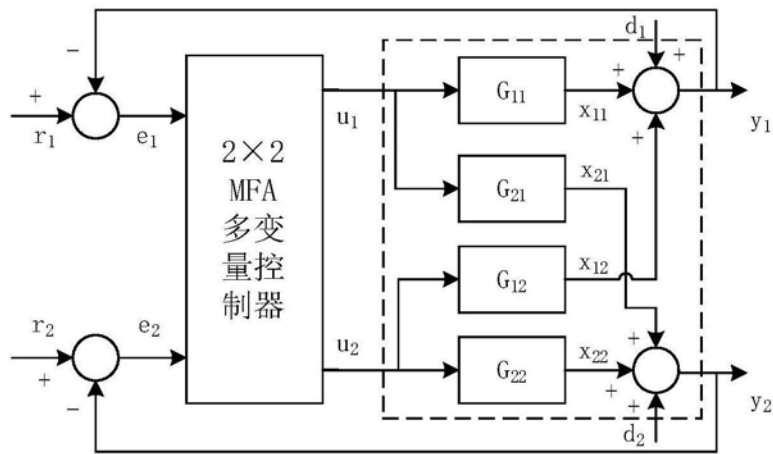 d₁
−
+
+
+
r₁
e₁
u₁
G₁₁
x₁₁
+
y₁
2×2
MFA
多变
量控
制器
G₂₁
x₂₁
G₁₂
x₁₂
r₂
+
e₂
u₂
G₂₂
x₂₂
+
+
+
y₂
−
d₂